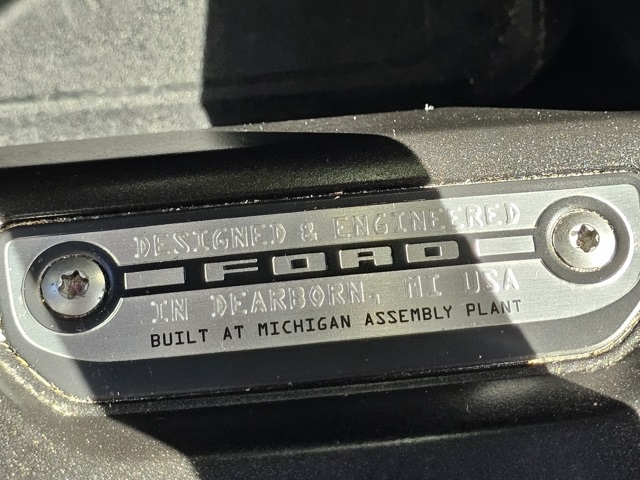 DESIGNED & ENGINEERED
FORD
IN DEARBORN, MI USA
BUILT AT MICHIGAN ASSEMBLY PLANT